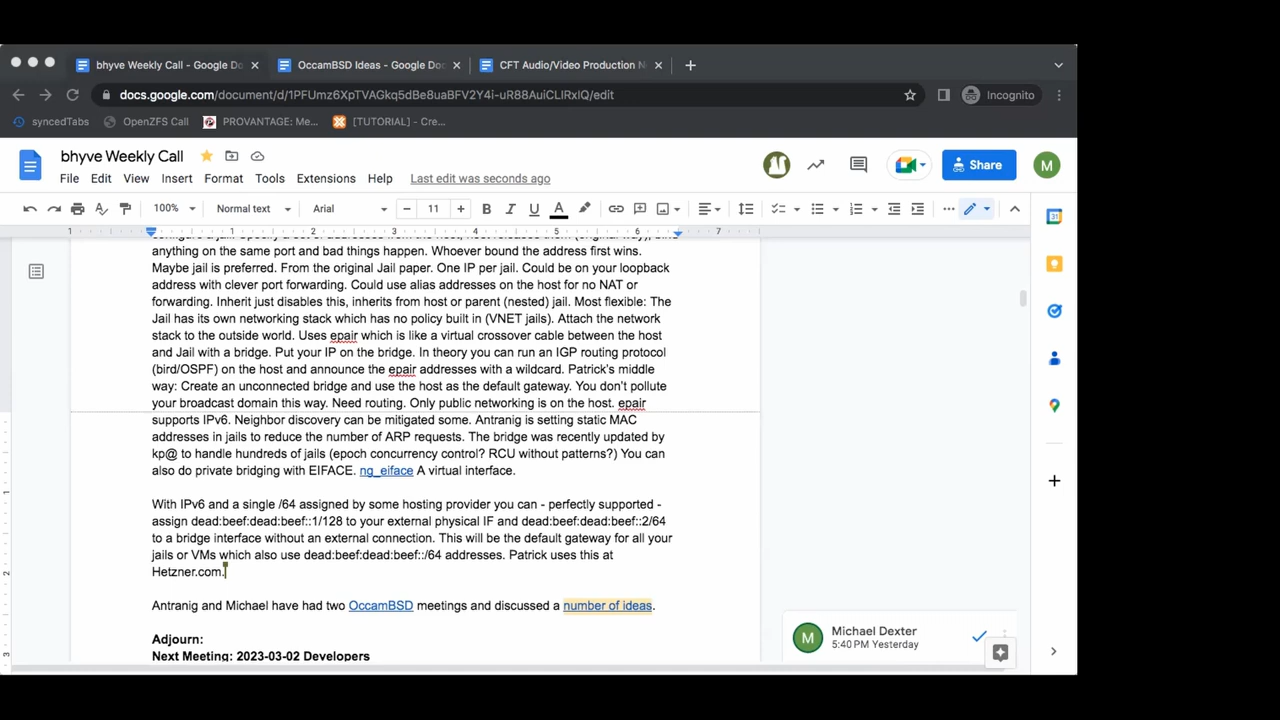 bhyve Weekly Call - Google Do
OccamBSD Ideas - Google Doc
CFT Audio/Video Production N
docs.google.com/document/d/1PFUmz6XpTVAGkq5dBe8uaBFV2Y4i-uR88AuiCLlRxlQ/edit
Incognito
syncedTabs
OpenZFS Call
PROVANTAGE: Me...
[TUTORIAL] - Cre...
bhyve Weekly Call
File Edit View Insert Format Tools Extensions Help Last edit was seconds ago
Share
M
100% Normal text Arial 11 B I U A
1 1 2 3 4 5 6 7
anything on the same port and bad things happen. Whoever bound the address first wins.
Maybe jail is preferred. From the original Jail paper. One IP per jail. Could be on your loopback
address with clever port forwarding. Could use alias addresses on the host for no NAT or
forwarding. Inherit just disables this, inherits from host or parent (nested) jail. Most flexible: The
Jail has its own networking stack which has no policy built in (VNET jails). Attach the network
stack to the outside world. Uses epair which is like a virtual crossover cable between the host
and Jail with a bridge. Put your IP on the bridge. In theory you can run an IGP routing protocol
(bird/OSPF) on the host and announce the epair addresses with a wildcard. Patrick's middle
way: Create an unconnected bridge and use the host as the default gateway. You don't pollute
your broadcast domain this way. Need routing. Only public networking is on the host. epair
supports IPv6. Neighbor discovery can be mitigated some. Antranig is setting static MAC
addresses in jails to reduce the number of ARP requests. The bridge was recently updated by
kp@ to handle hundreds of jails (epoch concurrency control? RCU without patterns?) You can
also do private bridging with EIFACE. ng_eiface A virtual interface.
With IPv6 and a single /64 assigned by some hosting provider you can - perfectly supported -
assign dead:beef:dead:beef::1/128 to your external physical IF and dead:beef:dead:beef::2/64
to a bridge interface without an external connection. This will be the default gateway for all your
jails or VMs which also use dead:beef:dead:beef::/64 addresses. Patrick uses this at
Hetzner.com.
Antranig and Michael have had two OccamBSD meetings and discussed a number of ideas.
Adjourn:
Next Meeting: 2023-03-02 Developers
M
Michael Dexter
5:40 PM Yesterday
31
1
2
3